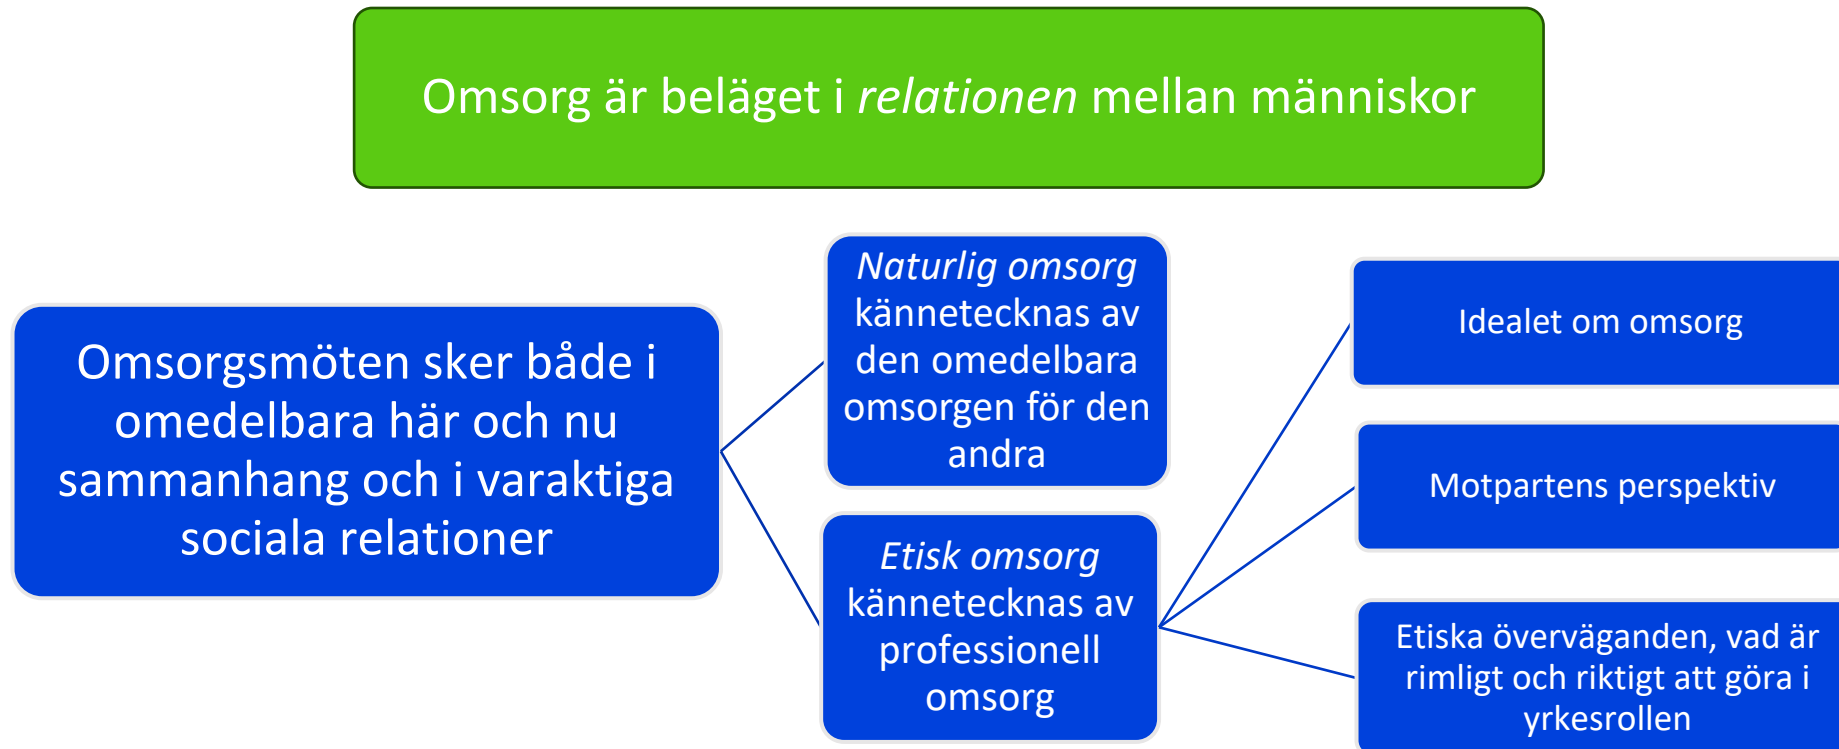 Omsorg är beläget i relationen mellan människor
Omsorgsmöten sker både i
omedelbara här och nu
sammanhang och i varaktiga
sociala relationer
Naturlig omsorg
kännetecknas av
den omedelbara
omsorgen för den
andra
Etisk omsorg
kännetecknas av
professionell
omsorg
Idealet om omsorg
Motpartens perspektiv
Etiska överväganden, vad är
rimligt och riktigt att göra i
yrkesrollen